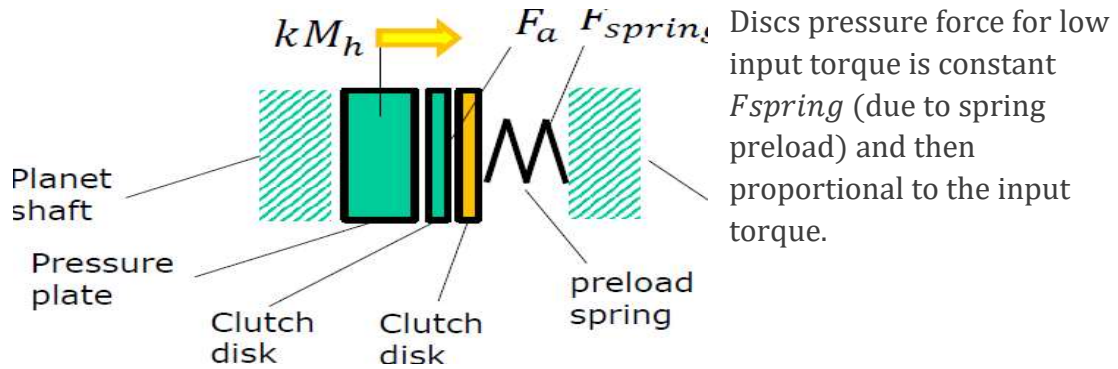 kM_h
F_a
F_spring
Discs pressure force for low
input torque is constant
Fspring (due to spring
preload) and then
proportional to the input
torque.
Planet
shaft
Pressure
plate
Clutch
disk
Clutch
disk
preload
spring